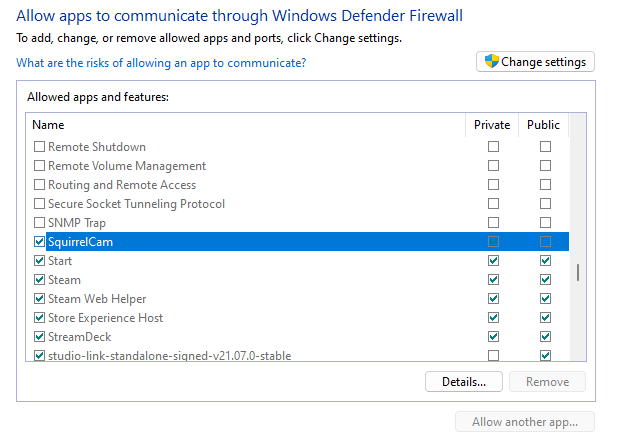 Allow apps to communicate through Windows Defender Firewall
To add, change, or remove allowed apps and ports, click Change settings.
What are the risks of allowing an app to communicate?
Change settings
Allowed apps and features:
Name Private Public
Remote Shutdown
Remote Volume Management
Routing and Remote Access
Secure Socket Tunneling Protocol
SNMP Trap
SquirrelCam
Start
Steam
Steam Web Helper
Store Experience Host
StreamDeck
studio-link-standalone-signed-v21.07.0-stable
Details... Remove
Allow another app...